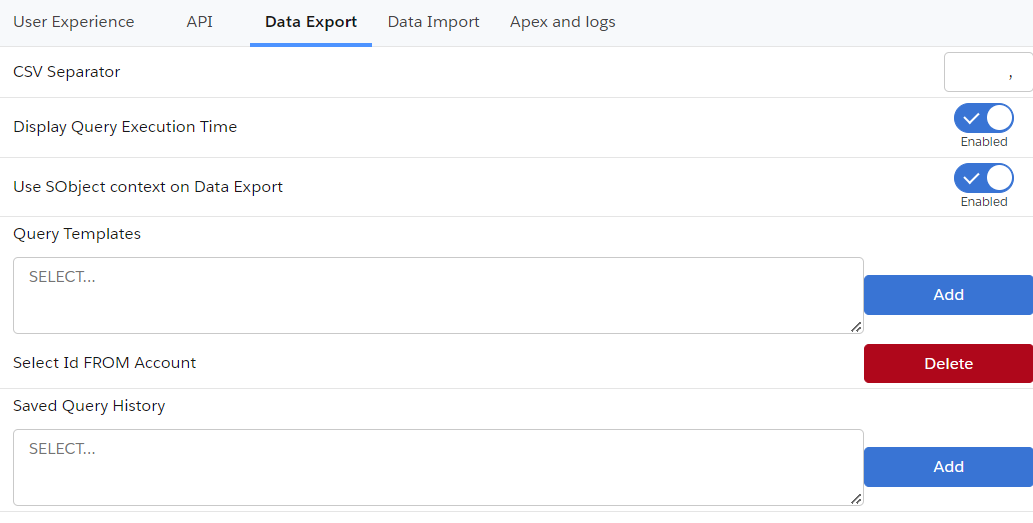 User Experience API Data Export Data Import Apex and logs
CSV Separator ,
Display Query Execution Time
Enabled
Use SObject context on Data Export
Enabled
Query Templates
SELECT...
Add
Select Id FROM Account Delete
Saved Query History
SELECT...
Add